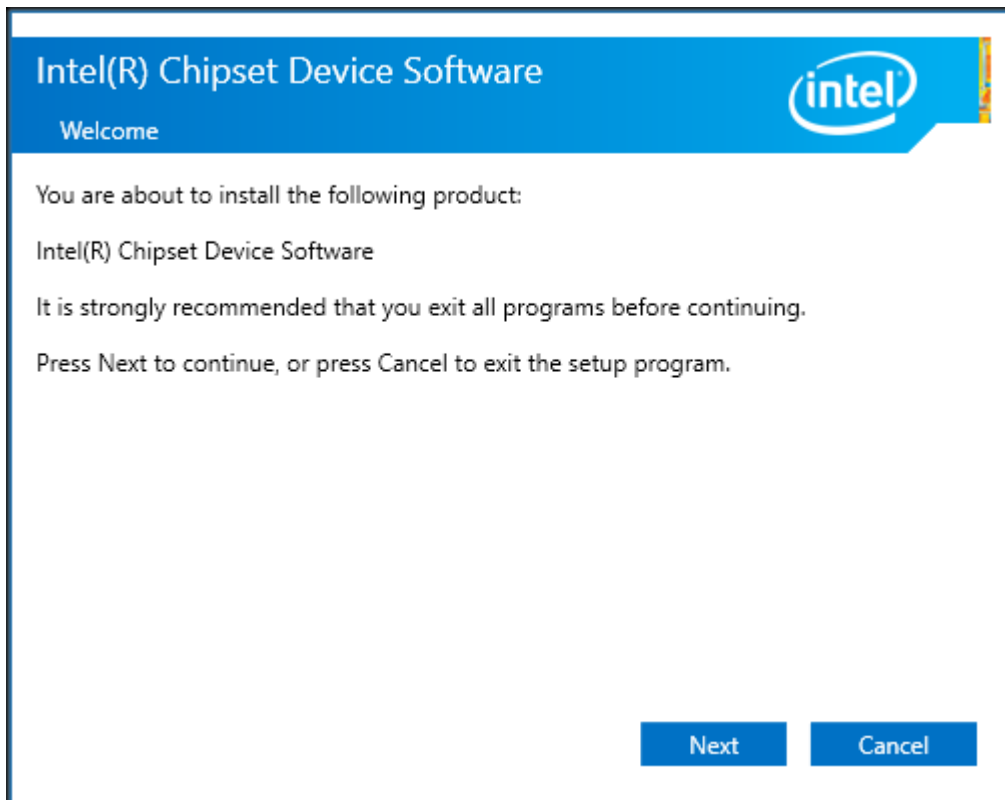 Intel(R) Chipset Device Software
intel
Welcome
You are about to install the following product:
Intel(R) Chipset Device Software
It is strongly recommended that you exit all programs before continuing.
Press Next to continue, or press Cancel to exit the setup program.
Next
Cancel